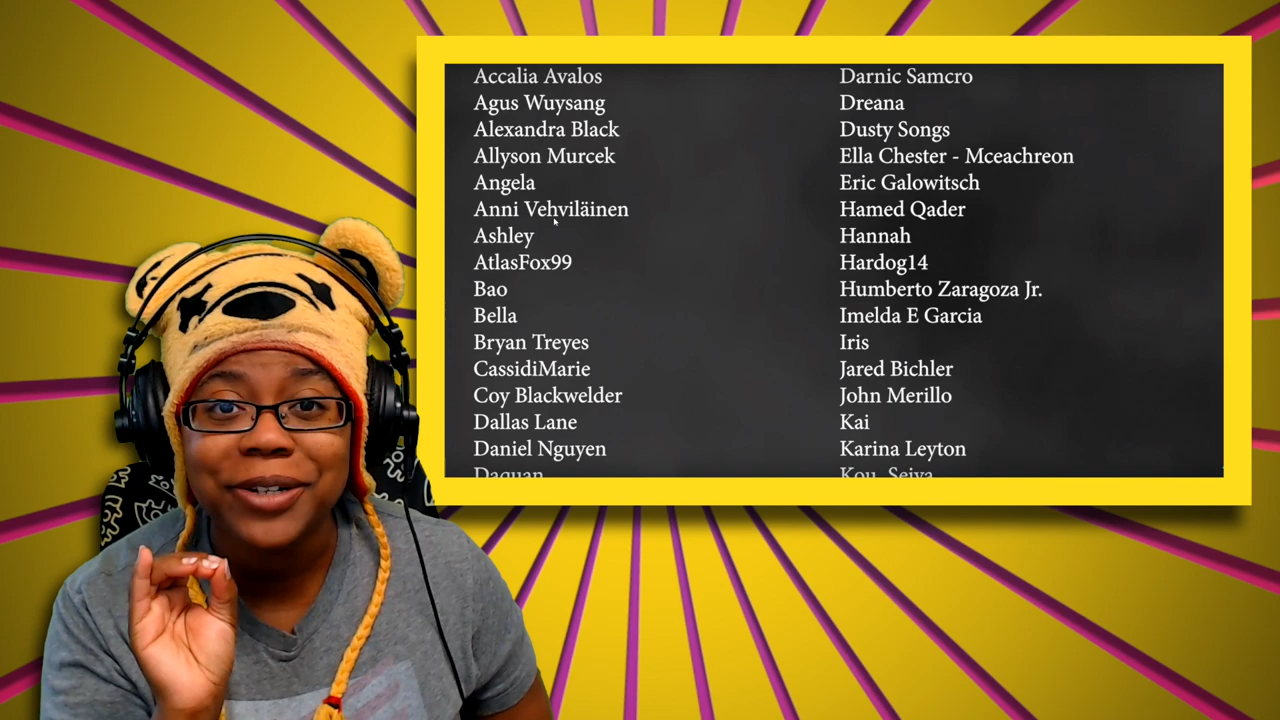 Accalia Avalos
Agus Wuysang
Alexandra Black
Allyson Murcek
Angela
Anni Vehviläinen
Ashley
AtlasFox99
Bao
Bella
Bryan Treyes
CassidiMarie
Coy Blackwelder
Dallas Lane
Daniel Nguyen
Daquan
Darnic Samcro
Dreana
Dusty Songs
Ella Chester - Mceachreon
Eric Galowitsch
Hamed Qader
Hannah
Hardog14
Humberto Zaragoza Jr.
Imelda E Garcia
Iris
Jared Bichler
John Merillo
Kai
Karina Leyton
Kou_Seiya